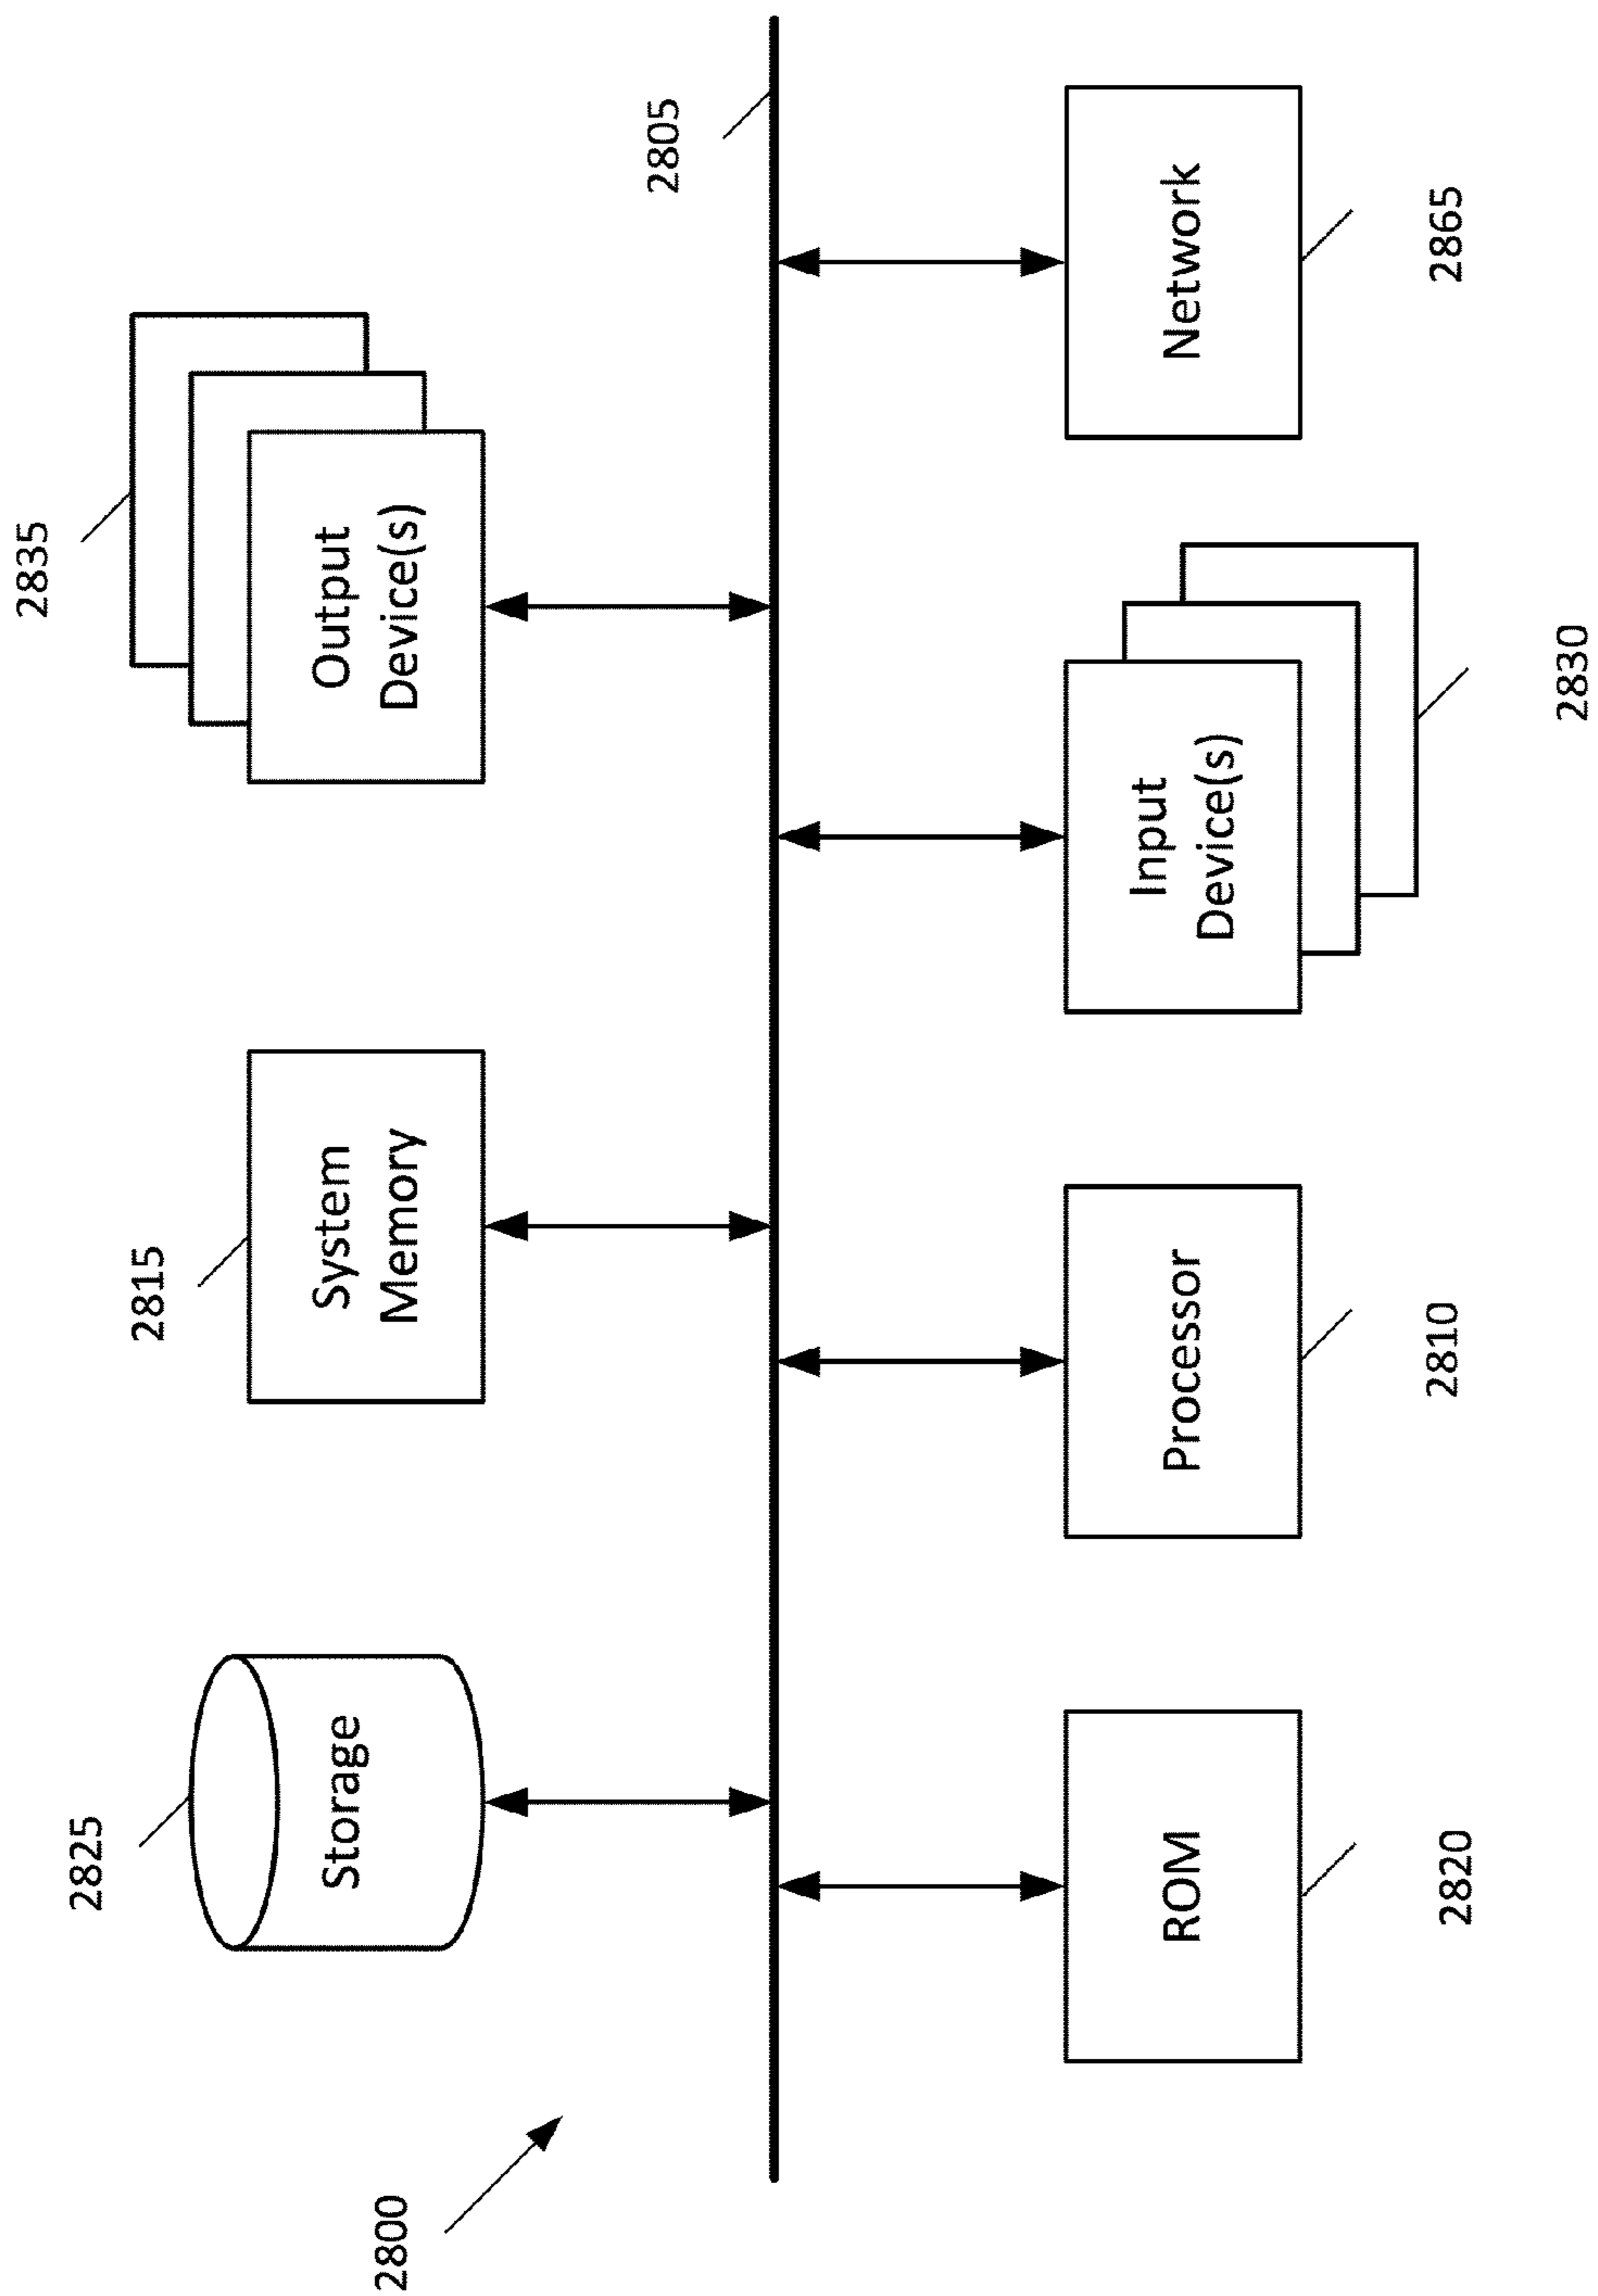 2825
2815
2835
Storage
System
Memory
Output
Device(s)
2805
2800
ROM
Processor
Input
Device(s)
Network
2820
2810
2830
2865